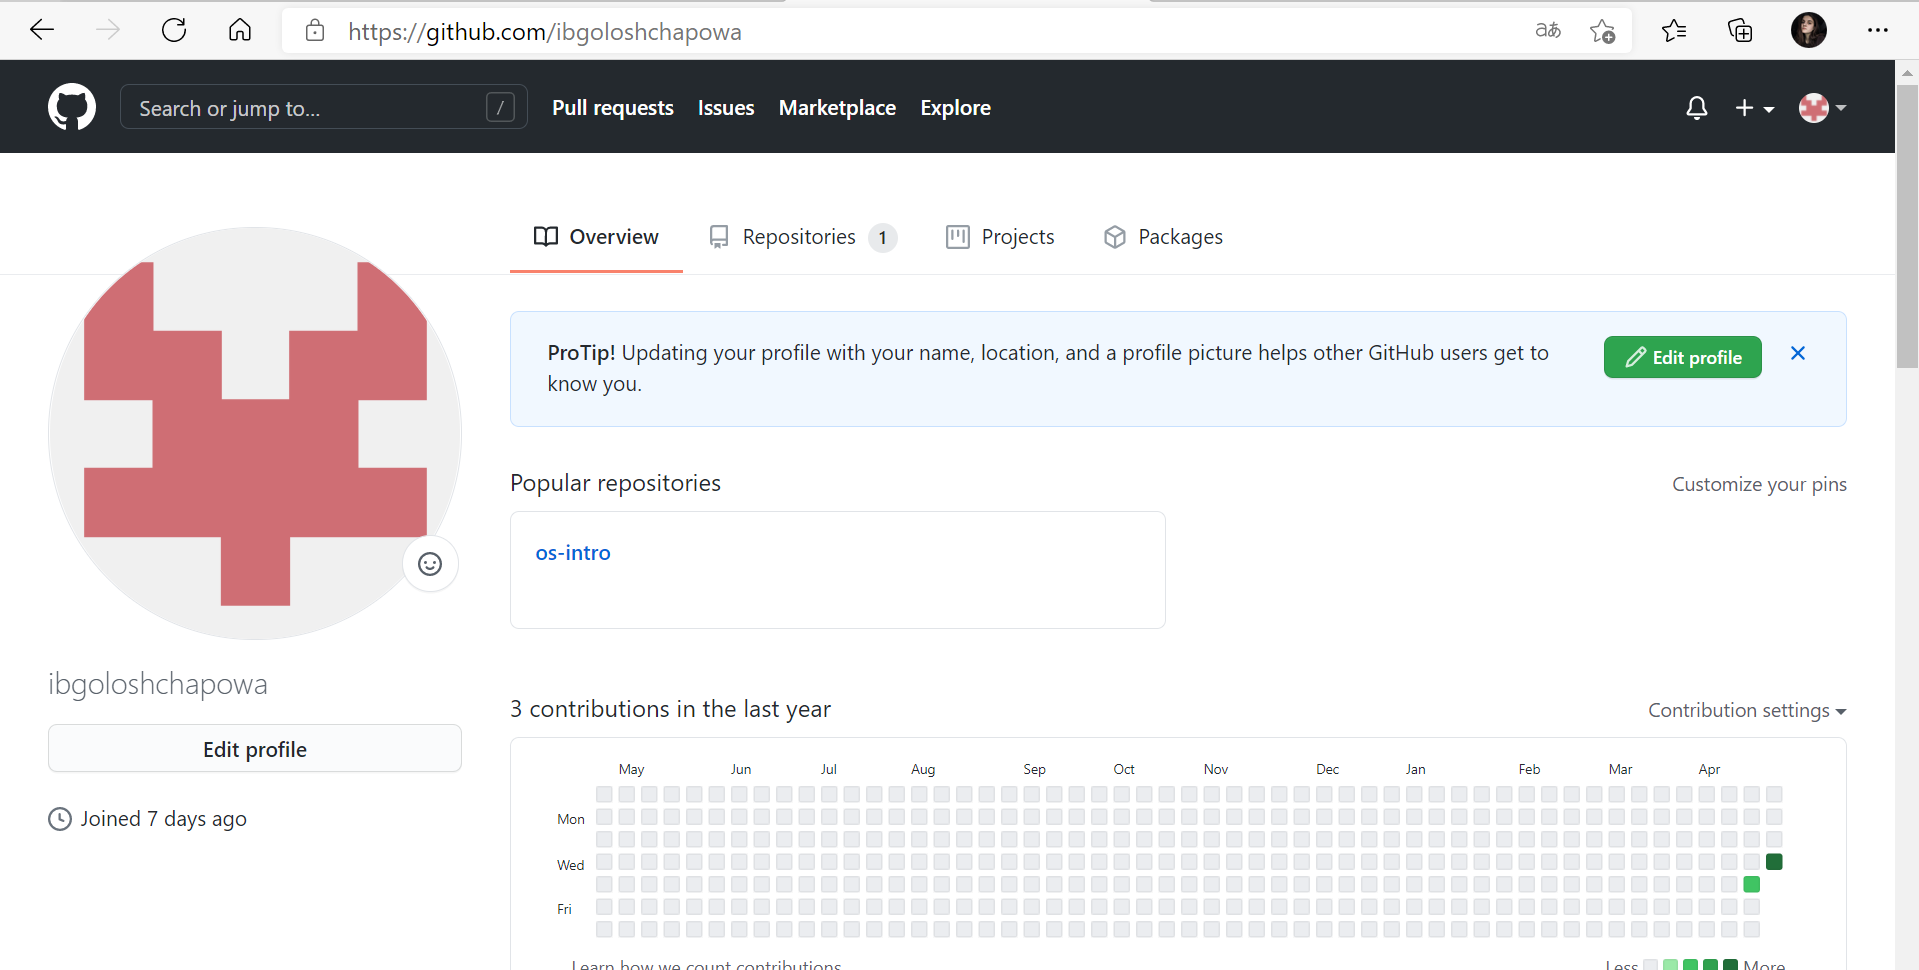 https://github.com/ibgoloshchapowa
aあ
Search or jump to... /
Pull requests Issues Marketplace Explore
Overview Repositories 1 Projects Packages
ProTip! Updating your profile with your name, location, and a profile picture helps other GitHub users get to
know you.
Edit profile
Popular repositories
Customize your pins
os-intro
ibgoloshchapowa
Edit profile
Joined 7 days ago
3 contributions in the last year
Contribution settings
May Jun Jul Aug Sep Oct Nov Dec Jan Feb Mar Apr
Mon
Wed
Fri
Learn how we count contributions
Less More